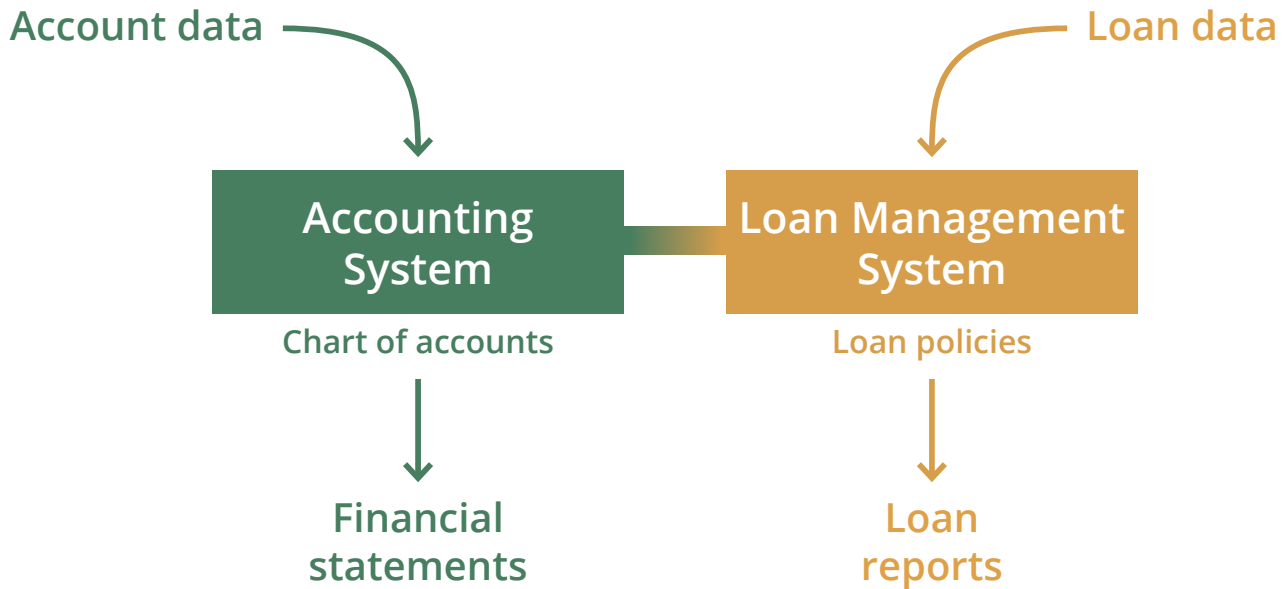 Account data
Loan data
Accounting
System
Loan Management
System
Chart of accounts
Loan policies
Financial
statements
Loan
reports